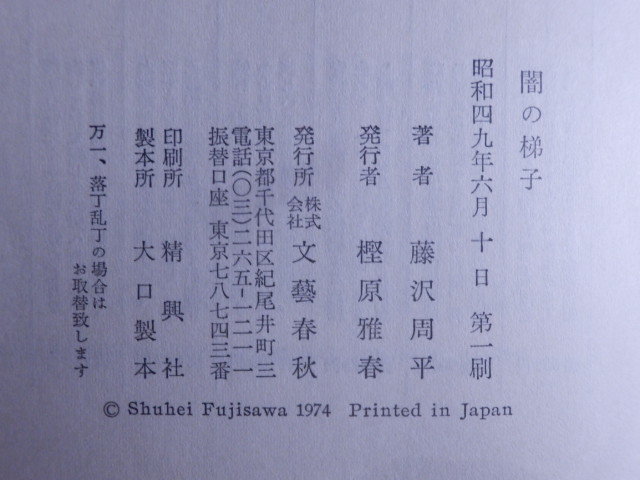 闇の梯子
昭和四九年六月 十 日 第一刷
著者 藤沢周平
発行者 樫原雅春
発行所 株式会社 文藝春秋
東京都千代田区紀尾井町三
電話(〇三)二六五-一二一一
振替口座 東京七八七四三番
印刷所 精興社
製本所 大口製本
万一、落丁乱丁の場合は
お取替致します
© Shuhei Fujisawa 1974 Printed in Japan